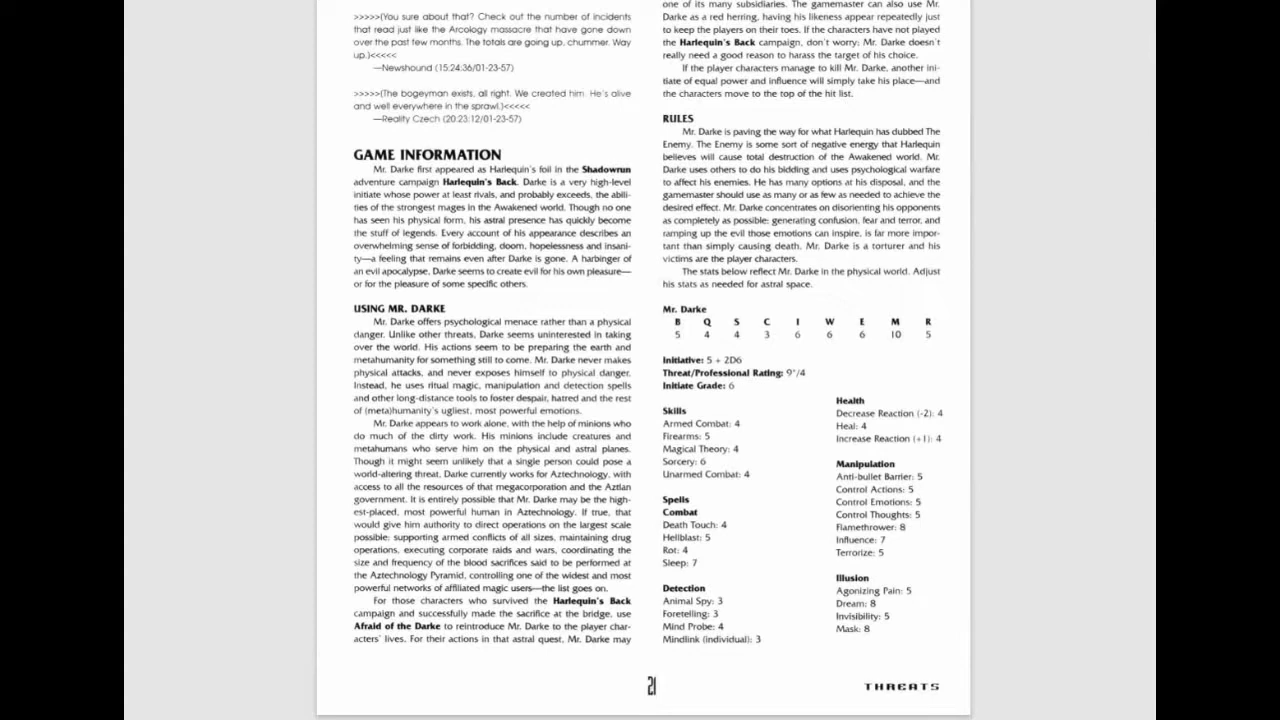 >>>>>(You sure about that? Check out the number of incidents
that read just like the Arcology massacre that have gone down
over the past few months. The totals are going up, chummer. Way
up.)<<<<<
—Newshound (15:24:36/01-23-57)
>>>>>(The bogeyman exists, all right. We created him. He's alive
and well everywhere in the sprawl.)<<<<<
—Reality Czech (20:23:12/01-23-57)
GAME INFORMATION
Mr. Darke first appeared as Harlequin's foil in the Shadowrun
adventure campaign Harlequin's Back. Darke is a very high-level
initiate whose power at least rivals, and probably exceeds, the abili-
ties of the strongest mages in the Awakened world. Though no one
has seen his physical form, his astral presence has quickly become
the stuff of legends. Every account of his appearance describes an
overwhelming sense of forbidding, doom, hopelessness and insani-
ty—a feeling that remains even after Darke is gone. A harbinger of
an evil apocalypse, Darke seems to create evil for his own pleasure—
or for the pleasure of some specific others.
USING MR. DARKE
Mr. Darke offers psychological menace rather than a physical
danger. Unlike other threats, Darke seems uninterested in taking
over the world. His actions seem to be preparing the earth and
metahumanity for something still to come. Mr. Darke never makes
physical attacks, and never exposes himself to physical danger.
Instead, he uses ritual magic, manipulation and detection spells
and other long-distance tools to foster despair, hatred and the rest
of (meta)humanity's ugliest, most powerful emotions.
Mr. Darke appears to work alone, with the help of minions who
do much of the dirty work. His minions include creatures and
metahumans who serve him on the physical and astral planes.
Though it might seem unlikely that a single person could pose a
world-altering threat, Darke currently works for Aztechnology, with
access to all the resources of that megacorporation and the Aztlan
government. It is entirely possible that Mr. Darke may be the high-
est-placed, most powerful human in Aztechnology. If true, that
would give him authority to direct operations on the largest scale
possible: supporting armed conflicts of all sizes, maintaining drug
operations, executing corporate raids and wars, coordinating the
size and frequency of the blood sacrifices said to be performed at
the Aztechnology Pyramid, controlling one of the widest and most
powerful networks of affiliated magic users—the list goes on.
For those characters who survived the Harlequin's Back
campaign and successfully made the sacrifice at the bridge, use
Afraid of the Darke to reintroduce Mr. Darke to the player char-
acters' lives. For their actions in that astral quest, Mr. Darke may
one of its many subsidiaries. The gamemaster can also use Mr.
Darke as a red herring, having his likeness appear repeatedly just
to keep the players on their toes. If the characters have not played
the Harlequin's Back campaign, don't worry; Mr. Darke doesn't
really need a good reason to harass the target of his choice.
If the player characters manage to kill Mr. Darke, another ini-
tiate of equal power and influence will simply take his place—and
the characters move to the top of the hit list.
RULES
Mr. Darke is paving the way for what Harlequin has dubbed The
Enemy. The Enemy is some sort of negative energy that Harlequin
believes will cause total destruction of the Awakened world. Mr.
Darke uses others to do his bidding and uses psychological warfare
to affect his enemies. He has many options at his disposal, and the
gamemaster should use as many or as few as needed to achieve the
desired effect. Mr. Darke concentrates on disorienting his opponents
as completely as possible; generating confusion, fear and terror, and
ramping up the evil those emotions can inspire, is far more impor-
tant than simply causing death. Mr. Darke is a torturer and his
victims are the player characters.
The stats below reflect Mr. Darke in the physical world. Adjust
his stats as needed for astral space.
Mr. Darke
B Q S C I W E M R
5 4 4 3 6 6 6 10 5
Initiative: 5 + 2D6
Threat/Professional Rating: 9*/4
Initiate Grade: 6
Skills
Armed Combat: 4
Firearms: 5
Magical Theory: 4
Sorcery: 6
Unarmed Combat: 4
Spells
Combat
Death Touch: 4
Hellblast: 5
Rot: 4
Sleep: 7
Detection
Animal Spy: 3
Foretelling: 3
Mind Probe: 4
Mindlink (individual): 3
Health
Decrease Reaction (-2): 4
Heal: 4
Increase Reaction (+1): 4
Manipulation
Anti-bullet Barrier: 5
Control Actions: 5
Control Emotions: 5
Control Thoughts: 5
Flamethrower: 8
Influence: 7
Terrorize: 5
Illusion
Agonizing Pain: 5
Dream: 8
Invisibility: 5
Mask: 8
21
THREATS